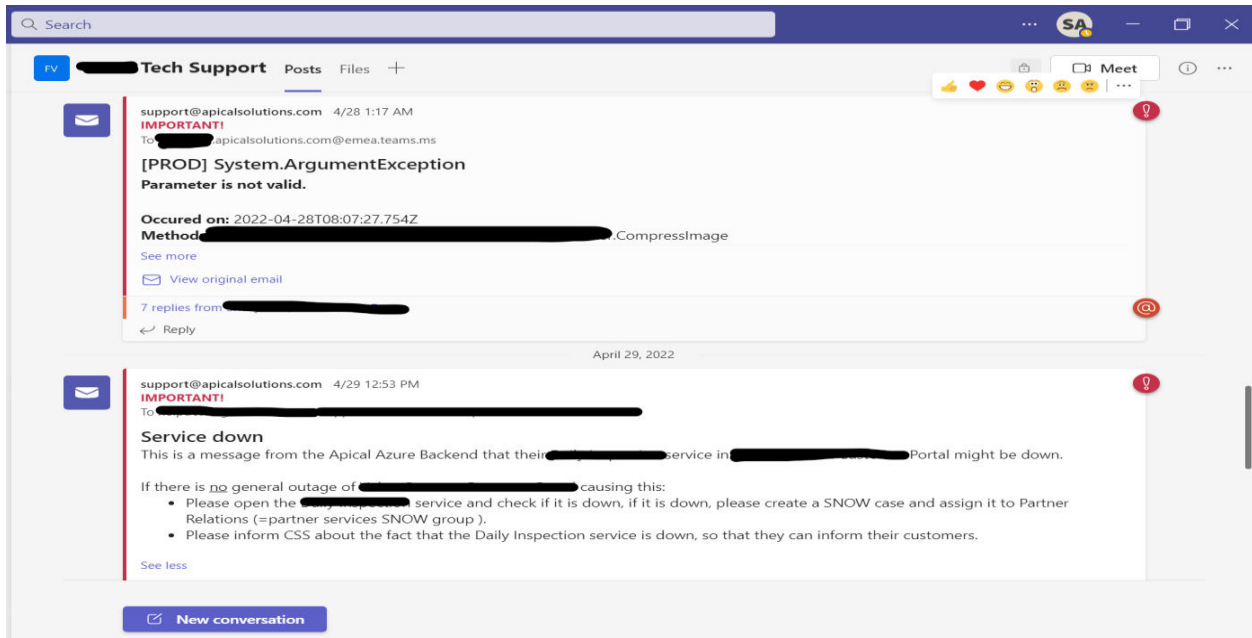 Search
SA
FV
Tech Support Posts Files
Meet
support@apicalsolutions.com 4/28 1:17 AM
IMPORTANT!
To .apicalsolutions.com@emea.teams.ms
[PROD] System.ArgumentException
Parameter is not valid.
Occured on: 2022-04-28T08:07:27.754Z
Method .CompressImage
See more
View original email
7 replies from
Reply
April 29, 2022
support@apicalsolutions.com 4/29 12:53 PM
IMPORTANT!
To
Service down
This is a message from the Apical Azure Backend that their service in Portal might be down.
If there is no general outage of causing this:
• Please open the service and check if it is down, if it is down, please create a SNOW case and assign it to Partner
Relations (=partner services SNOW group ).
• Please inform CSS about the fact that the Daily Inspection service is down, so that they can inform their customers.
See less
New conversation